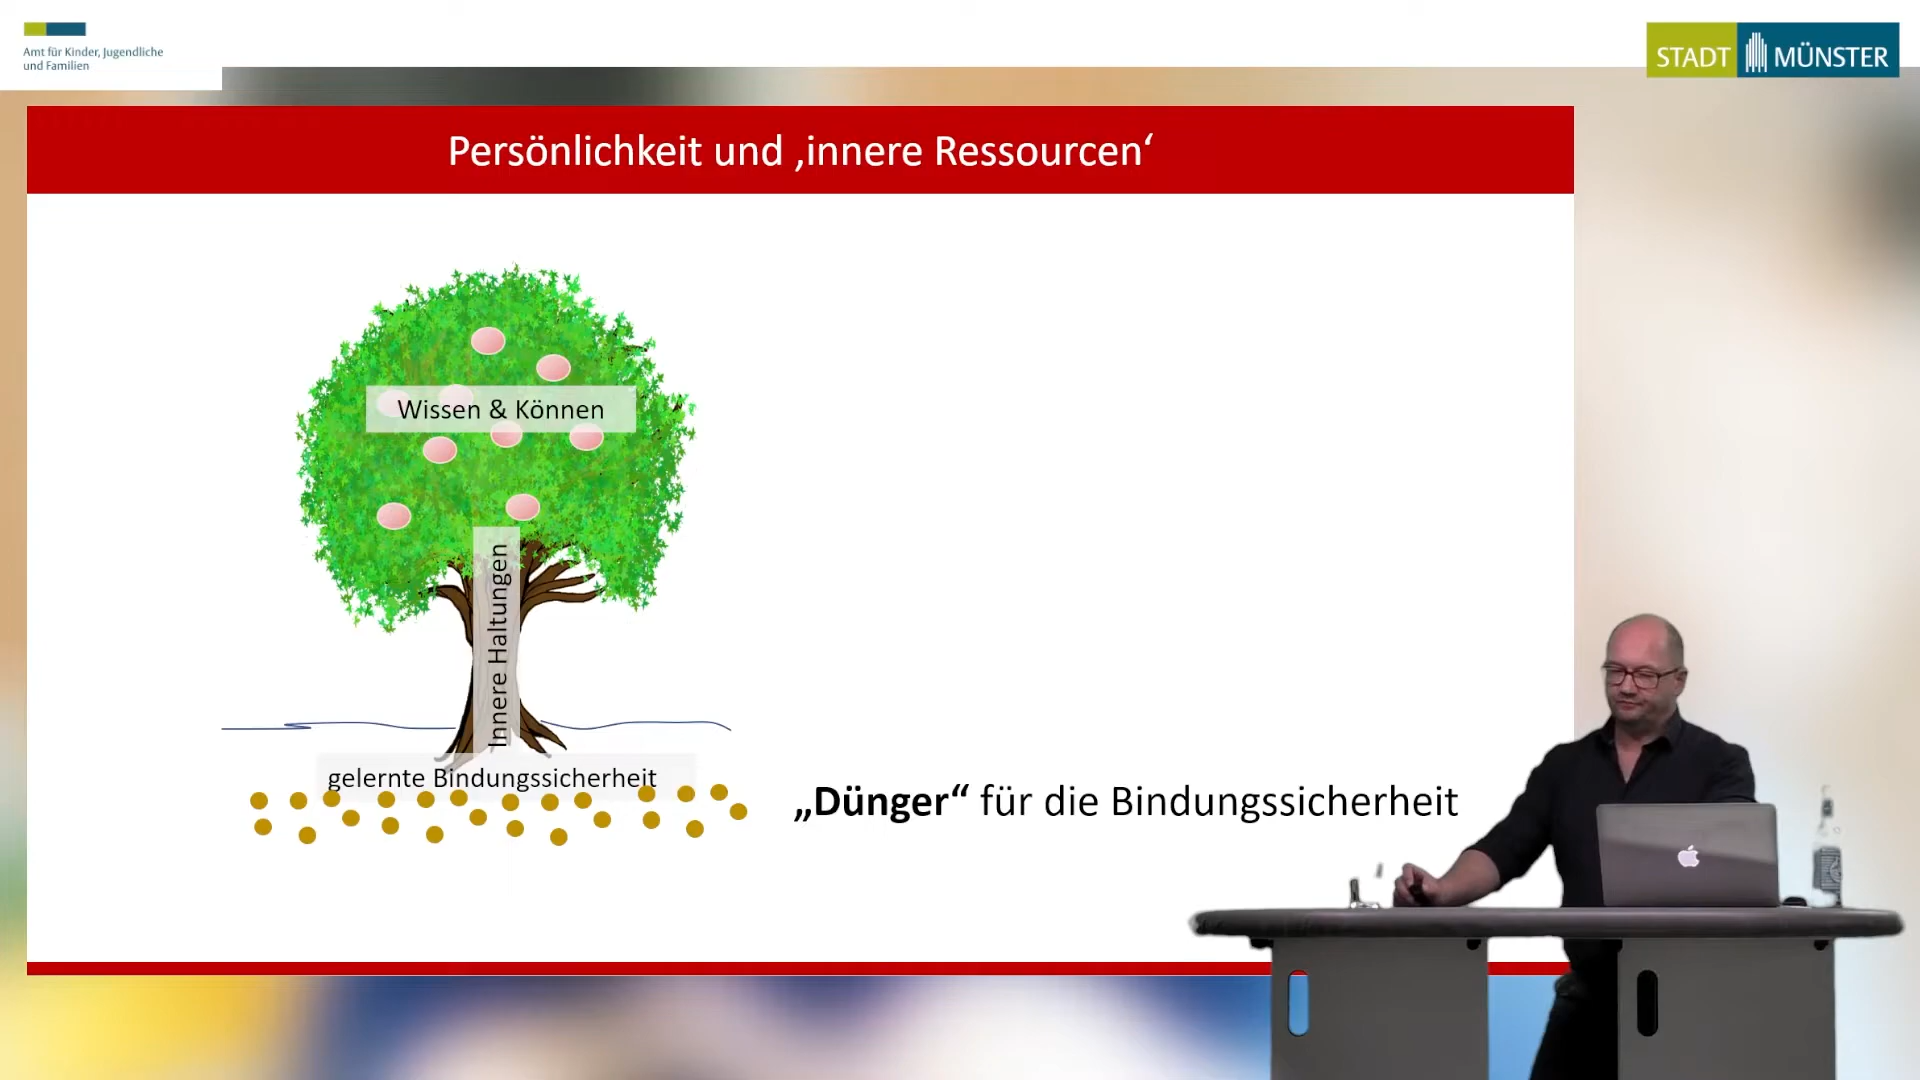 Amt für Kinder, Jugendliche
und Familien
STADT MÜNSTER
Persönlichkeit und ‚innere Ressourcen‘
Wissen & Können
Innere Haltungen
gelernte Bindungssicherheit
„Dünger“ für die Bindungssicherheit